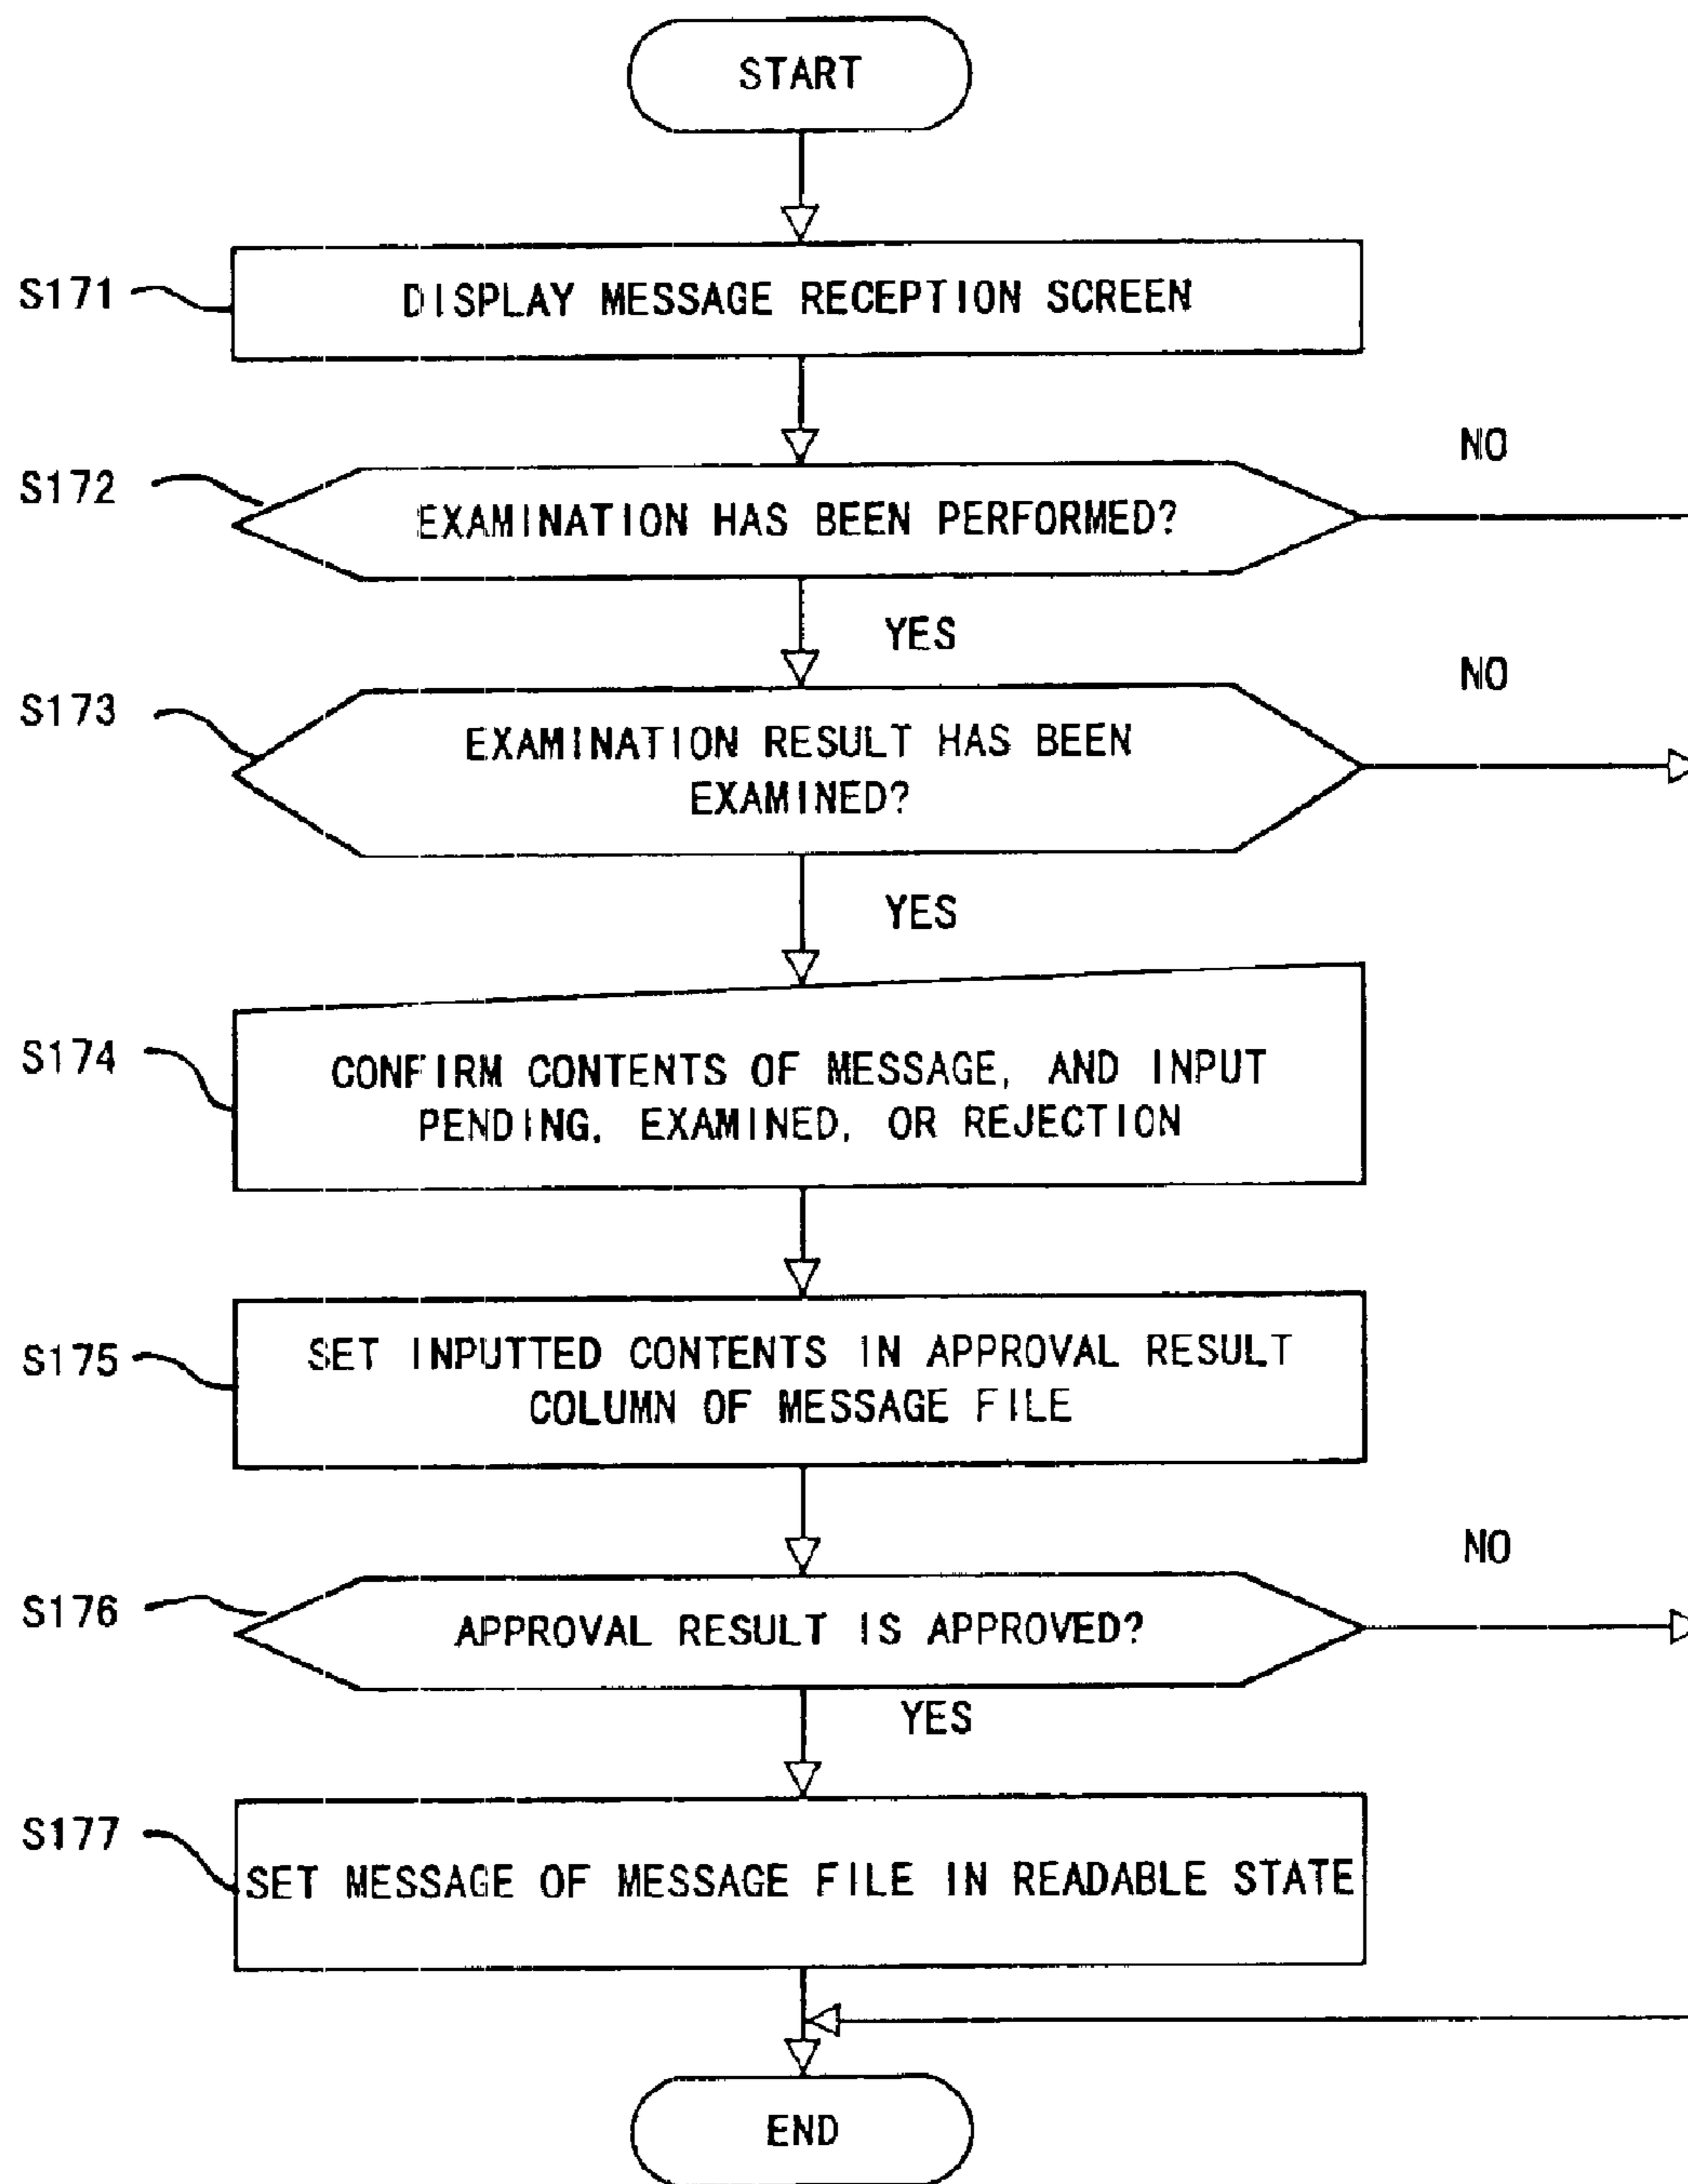 START
S171
DISPLAY MESSAGE RECEPTION SCREEN
NO
S172
EXAMINATION HAS BEEN PERFORMED?
YES
NO
S173
EXAMINATION RESULT HAS BEEN
EXAMINED?
YES
S174
CONFIRM CONTENTS OF MESSAGE, AND INPUT
PENDING, EXAMINED, OR REJECTION
S175
SET INPUTTED CONTENTS IN APPROVAL RESULT
COLUMN OF MESSAGE FILE
NO
S176
APPROVAL RESULT IS APPROVED?
YES
S177
SET MESSAGE OF MESSAGE FILE IN READABLE STATE
END